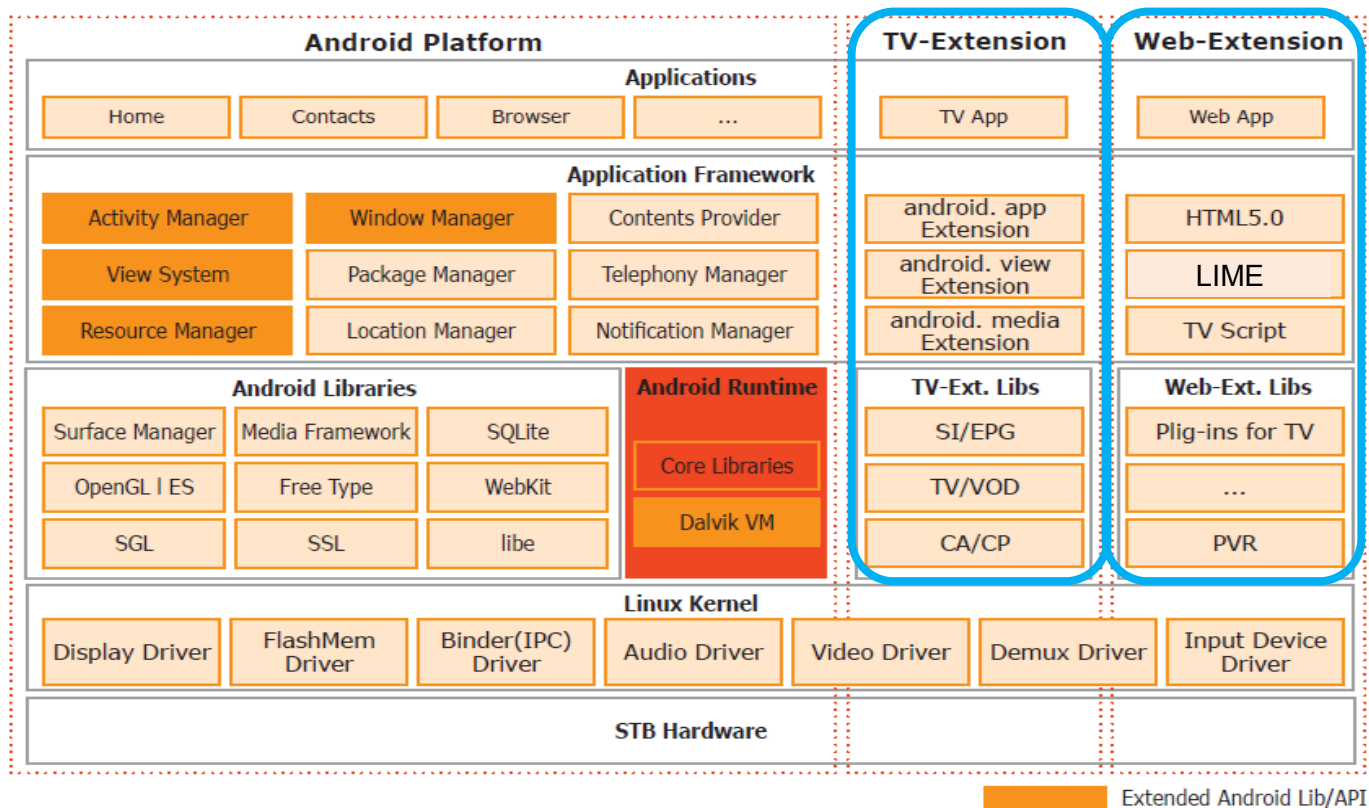 Android Platform
TV-Extension
Web-Extension
Applications
Home
Contacts
Browser
...
TV App
Web App
Application Framework
Activity Manager
Window Manager
Contents Provider
android. app
Extension
HTML5.0
View System
Package Manager
Telephony Manager
android. view
Extension
LIME
Resource Manager
Location Manager
Notification Manager
android. media
Extension
TV Script
Android Libraries
Android Runtime
TV-Ext. Libs
Web-Ext. Libs
Surface Manager
Media Framework
SQLite
Core Libraries
SI/EPG
Plig-ins for TV
OpenGL l ES
Free Type
WebKit
Dalvik VM
TV/VOD
...
SGL
SSL
libe
CA/CP
PVR
Linux Kernel
Display Driver
FlashMem
Driver
Binder(IPC)
Driver
Audio Driver
Video Driver
Demux Driver
Input Device
Driver
STB Hardware
Extended Android Lib/API